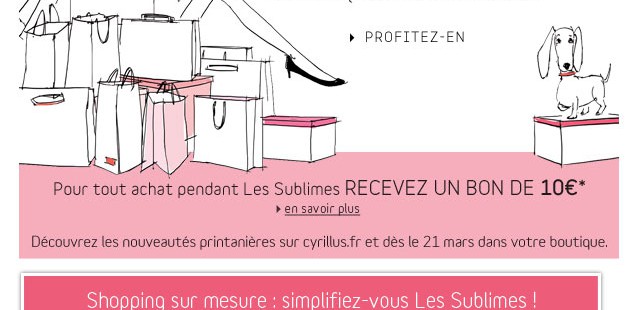 PROFITEZ-EN
Pour tout achat pendant Les Sublimes RECEVEZ UN BON DE 10€*
en savoir plus
Découvrez les nouveautés printanières sur cyrillus.fr et dès le 21 mars dans votre boutique.
Shopping sur mesure : simplifiez-vous Les Sublimes !